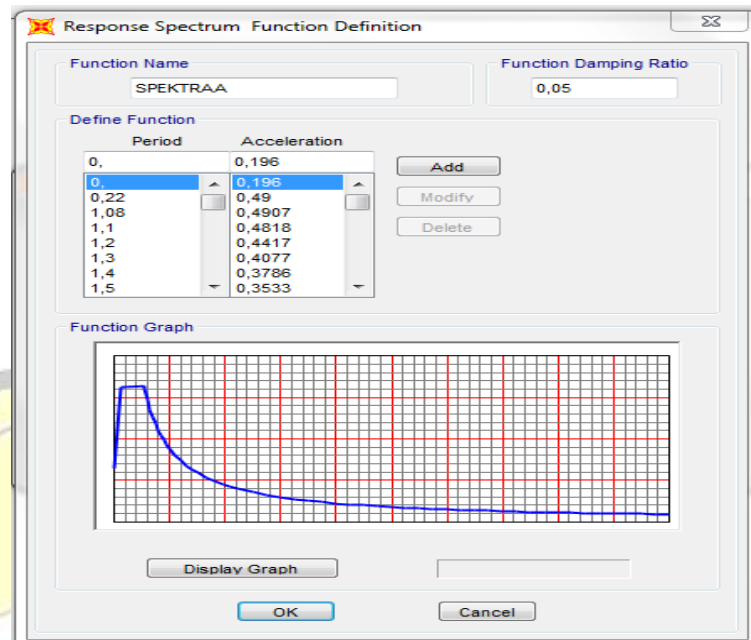 Response Spectrum Function Definition
Function Name
SPEKTRAA
Function Damping Ratio
0,05
Define Function
Period Acceleration
0, 0,196
0, 0,196
0,22 0,49
1,08 0,4907
1,1 0,4818
1,2 0,4417
1,3 0,4077
1,4 0,3786
1,5 0,3533
Add
Modify
Delete
Function Graph
Display Graph
OK Cancel